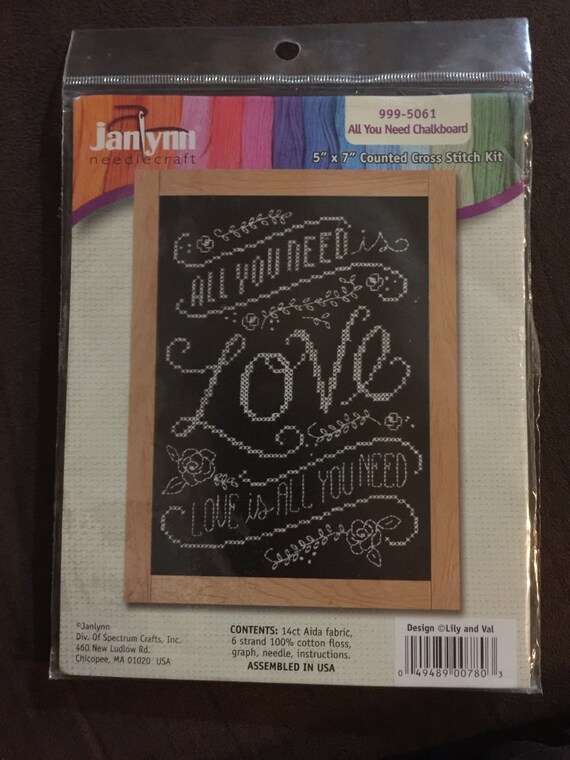 Janlynn
needlecraft
999-5061
All You Need Chalkboard
5" x 7" Counted Cross Stitch Kit
ALL YOU NEED is
LOVE
LOVE is ALL YOU NEED
©Janlynn
Div. Of Spectrum Crafts, Inc.
460 New Ludlow Rd.
Chicopee, MA 01020 USA
CONTENTS: 14ct Aida fabric,
6 strand 100% cotton floss,
graph, needle, instructions.
ASSEMBLED IN USA
Design ©Lily and Val
0 49489 00780 3